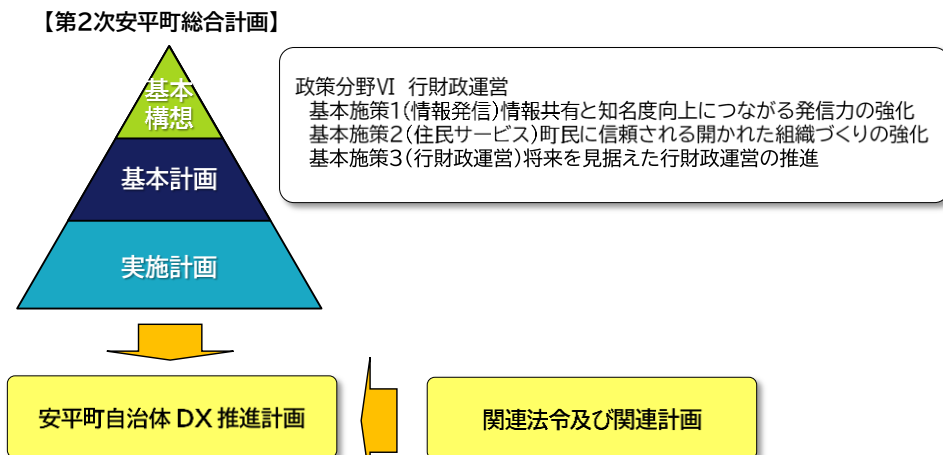 【第2次安平町総合計画】
基本
構想
基本計画
実施計画
政策分野Ⅵ 行財政運営
基本施策1(情報発信)情報共有と知名度向上につながる発信力の強化
基本施策2(住民サービス)町民に信頼される開かれた組織づくりの強化
基本施策3(行財政運営)将来を見据えた行財政運営の推進
安平町自治体 DX 推進計画
関連法令及び関連計画